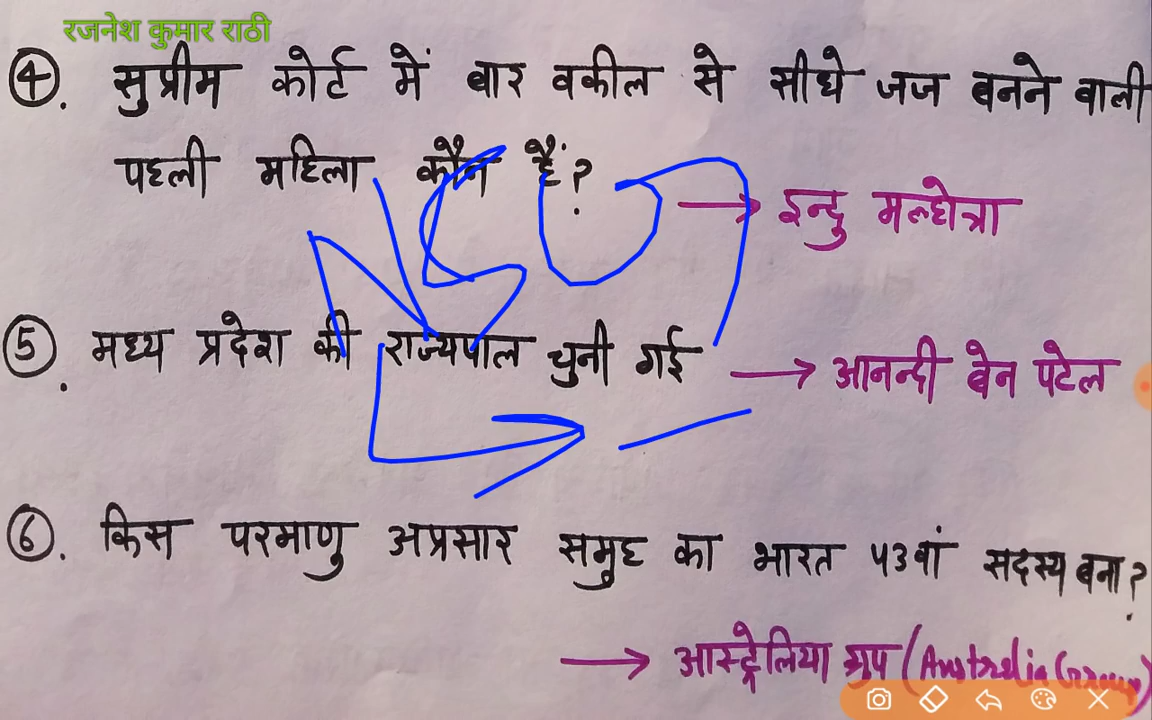 रजनेश कुमार राठी
④. सुप्रीम कोर्ट में बार वकील से सीधे जज बनने वाली
पहली महिला कौन हैं?
→ इन्दु मल्होत्रा
⑤. मध्य प्रदेश की राज्यपाल चुनी गई → आनन्दी बेन पटेल
⑥. किस परमाणु अप्रसार समुह का भारत 43वां सदस्य बना?
→ आस्ट्रेलिया ग्रुप (Australia Group)